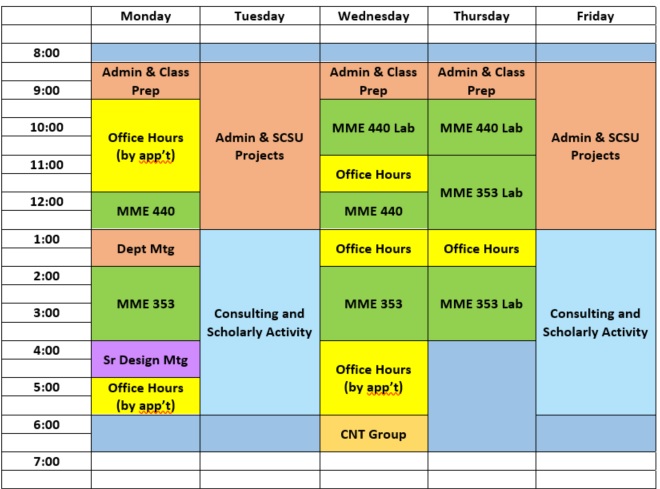 Monday Tuesday Wednesday Thursday Friday
8:00
Admin & Class Prep Admin & Class Prep Admin & Class Prep
9:00
10:00
Office Hours (by app't)
Admin & SCSU Projects
MME 440 Lab
MME 440 Lab
Admin & SCSU Projects
11:00
Office Hours
MME 353 Lab
12:00
MME 440
MME 440
1:00
Dept Mtg
Office Hours
Office Hours
2:00
MME 353
Consulting and Scholarly Activity
MME 353
MME 353 Lab
Consulting and Scholarly Activity
3:00
4:00
Sr Design Mtg
Office Hours (by app't)
5:00
Office Hours (by app't)
6:00
CNT Group
7:00